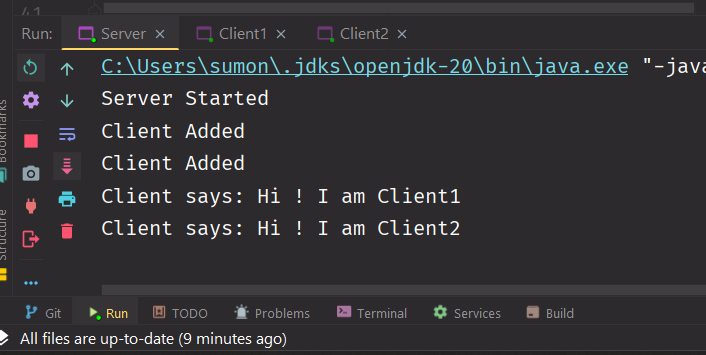 41
Run: Server × Client1 × Client2 ×
C:\Users\sumon\.jdks\openjdk-20\bin\java.exe "-java
Server Started
Client Added
Client Added
Client says: Hi ! I am Client1
Client says: Hi ! I am Client2
Bookmarks
Structure
Git Run TODO Problems Terminal Services Build
All files are up-to-date (9 minutes ago)